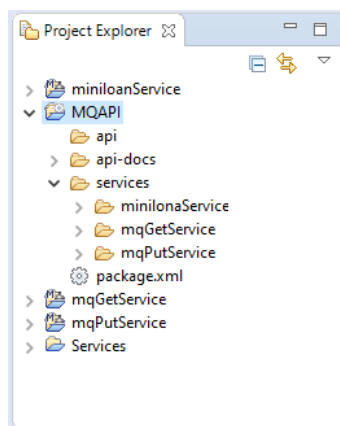 Project Explorer
miniloanService
MQAPI
api
api-docs
services
minilonaService
mqGetService
mqPutService
package.xml
mqGetService
mqPutService
Services